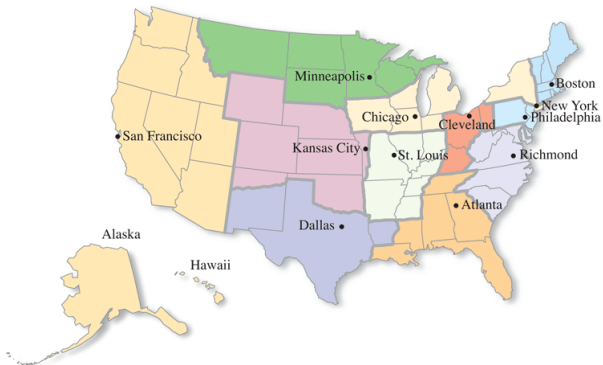 Minneapolis
Boston
New York
Philadelphia
Chicago
Cleveland
San Francisco
Kansas City
St. Louis
Richmond
Atlanta
Dallas
Alaska
Hawaii